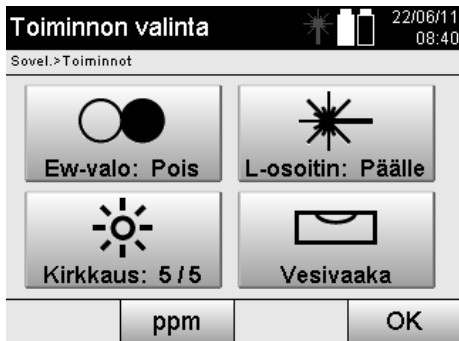 Toiminnon valinta
22/06/11
08:40
Sovel.>Toiminnot
Ew-valo: Pois
L-osoitin: Päälle
Kirkkaus: 5/5
Vesivaaka
ppm
OK